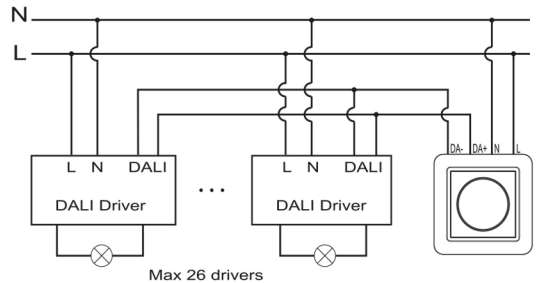 N
L
DA- DA+ N L
L N DALI
L N DALI
DALI Driver
...
DALI Driver
Max 26 drivers